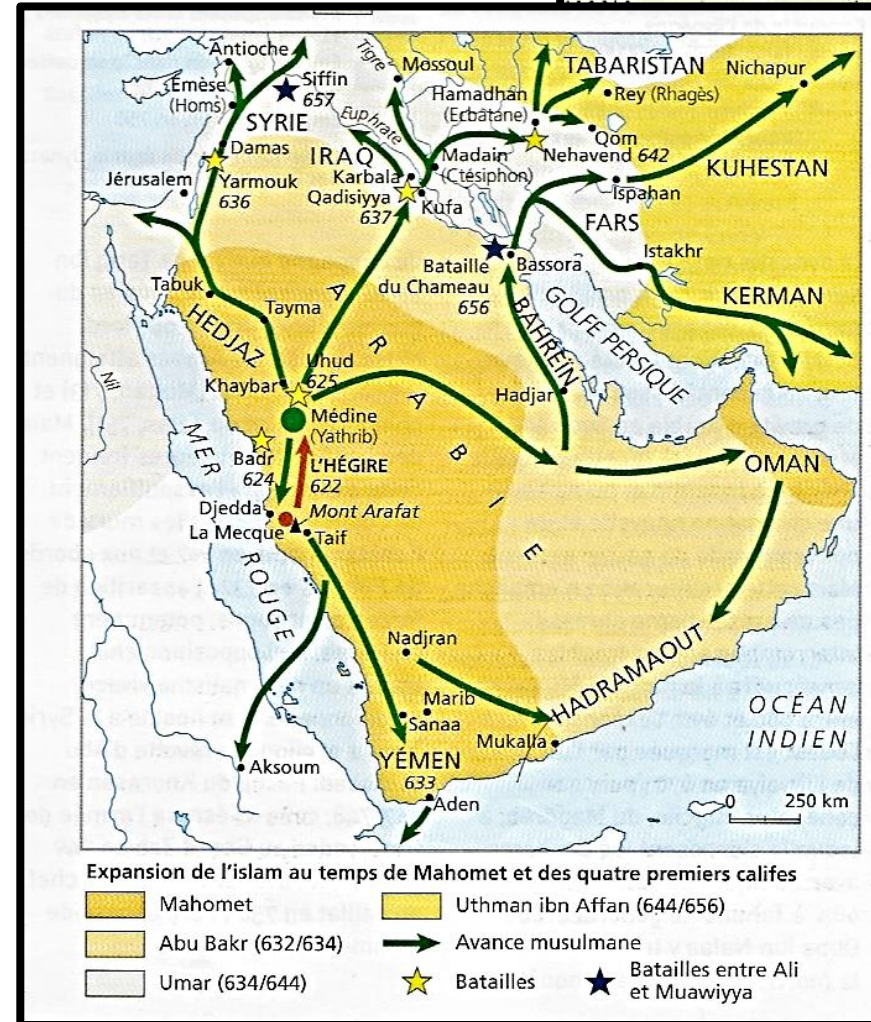 Antioche
Émèse
(Homs)
Siffin
657
SYRIE
Damas
Jérusalem
Yarmouk
636
Tigre
Mossoul
Euphrate
IRAQ
Karbala
Qadisiyya
637
Kufa
Madain
(Ctésiphon)
Hamadhan
(Ecbatane)
TABARISTAN
Rey (Rhagès)
Nichapur
Qom
Nehavend 642
KUHESTAN
Ispahan
FARS
Istakhr
KERMAN
Bassora
Bataille
du Chameau
656
BAHREÏN
GOLFE PERSIQUE
Hadjar
Tabuk
Tayma
HEDJAZ
ARABIE
Nil
Khaybar
Uhud
625
Médine
(Yathrib)
Badr
624
L'HÉGIRE
622
Djedda
Mont Arafat
La Mecque
Taif
MER ROUGE
OMAN
Nadjran
HADRAMAOUT
Marib
Sanaa
Mukalla
YÉMEN
633
Aden
Aksoum
OCÉAN
INDIEN
0 250 km
Expansion de l'islam au temps de Mahomet et des quatre premiers califes
Mahomet
Abu Bakr (632/634)
Umar (634/644)
Uthman ibn Affan (644/656)
Avance musulmane
Batailles
Batailles entre Ali
et Muawiyya